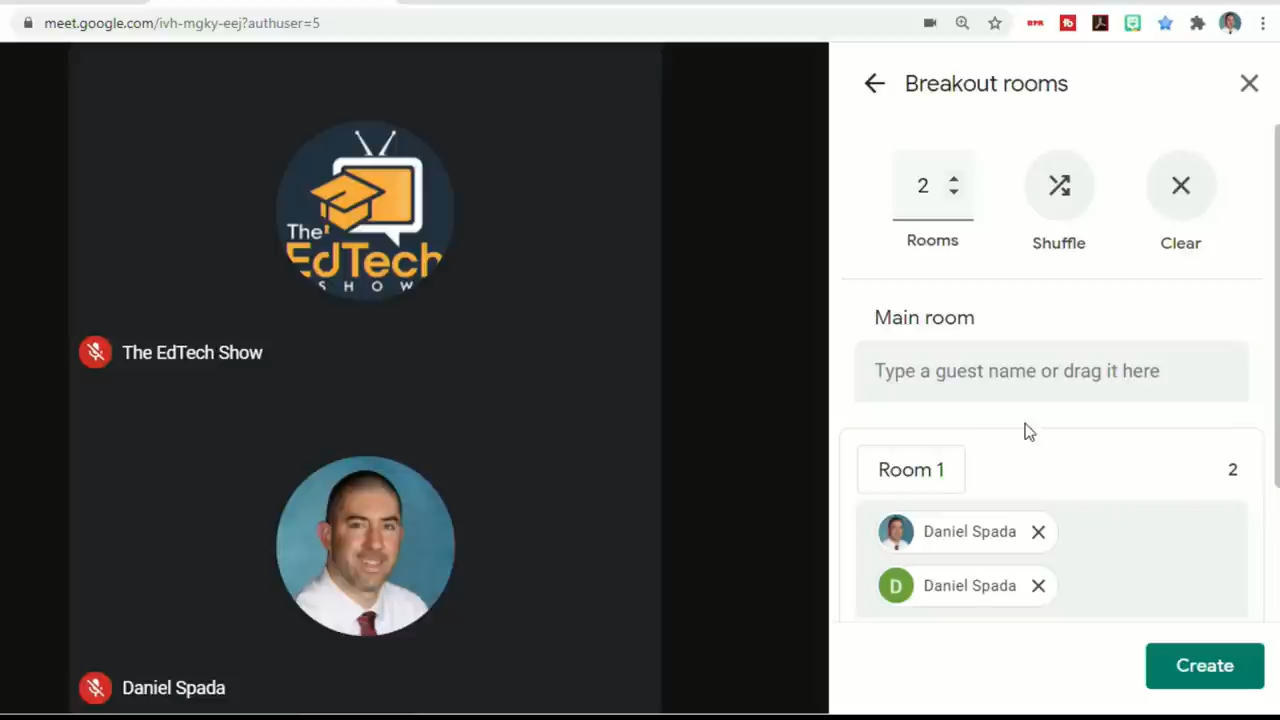 meet.google.com/ivh-mgky-eej?authuser=5
Breakout rooms
2
Rooms
Shuffle
Clear
The
EdTech
SHOW
The EdTech Show
Main room
Type a guest name or drag it here
Room 1
2
Daniel Spada
D
Daniel Spada
Create
Daniel Spada